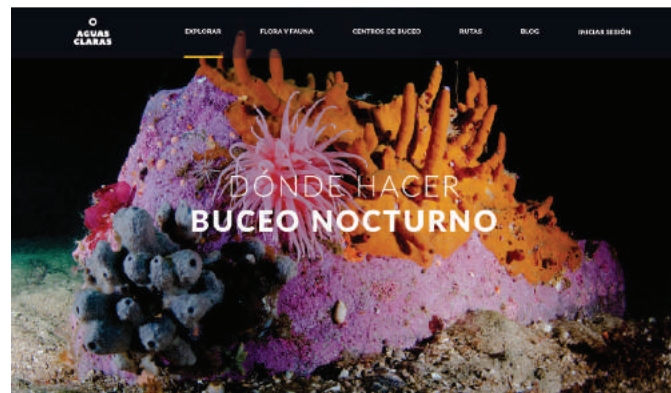 AGUAS
CLARAS
EXPLORAR FLORA Y FAUNA CENTROS DE BUCEO RUTAS BLOG INICIAR SESIÓN
DÓNDE HACER
BUCEO NOCTURNO